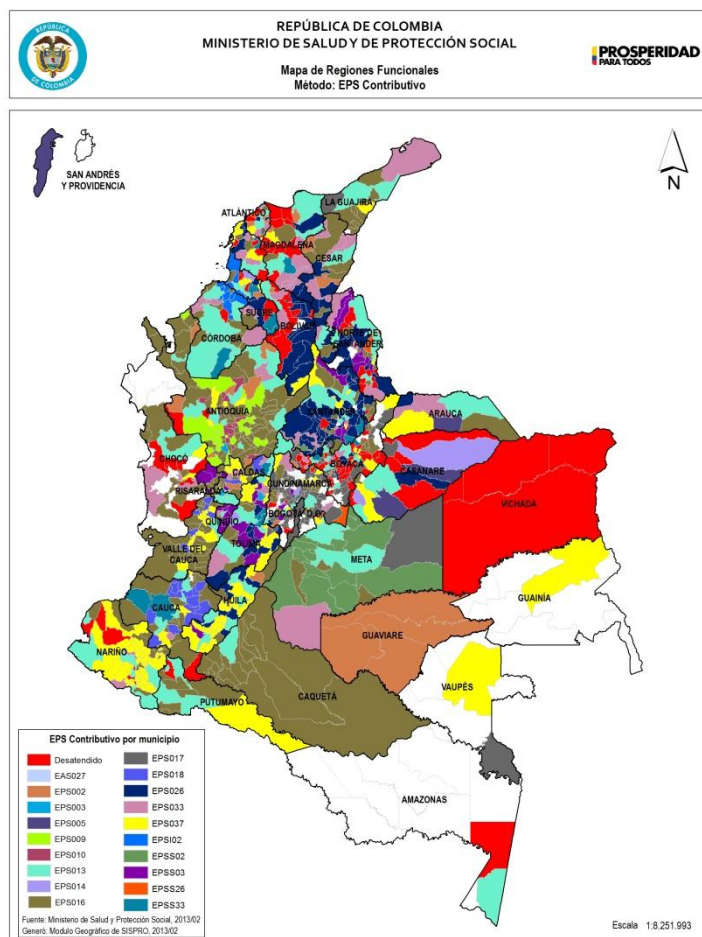 REPÚBLICA DE COLOMBIA
MINISTERIO DE SALUD Y DE PROTECCIÓN SOCIAL
Mapa de Regiones Funcionales
Método: EPS Contributivo
REPÚBLICA
DE COLOMBIA
PROSPERIDAD
PARA TODOS
SAN ANDRÉS
Y PROVIDENCIA
N
LA GUAJIRA
ATLÁNTICO
MAGDALENA
CESAR
SUCRE
BOLÍVAR
NORTE DE
SANTANDER
CÓRDOBA
ANTIOQUIA
SANTANDER
ARAUCA
CHOCÓ
BOYACÁ
CASANARE
CALDAS
RISARALDA
CUNDINAMARCA
VICHADA
QUINDIO
BOGOTÁ D.C.
TOLIMA
VALLE DEL
CAUCA
META
GUAINÍA
CAUCA
HUILA
GUAVIARE
NARIÑO
VAUPÉS
CAQUETÁ
PUTUMAYO
AMAZONAS
EPS Contributivo por municipio
Desatendido
EAS027
EPS002
EPS003
EPS005
EPS009
EPS010
EPS013
EPS014
EPS016
EPS017
EPS018
EPS026
EPS033
EPS037
EPSI02
EPSS02
EPSS03
EPSS26
EPSS33
Fuente: Ministerio de Salud y Protección Social, 2013/02
Generó: Modulo Geográfico de SISPRO, 2013/02
Escala 1:8.251.993